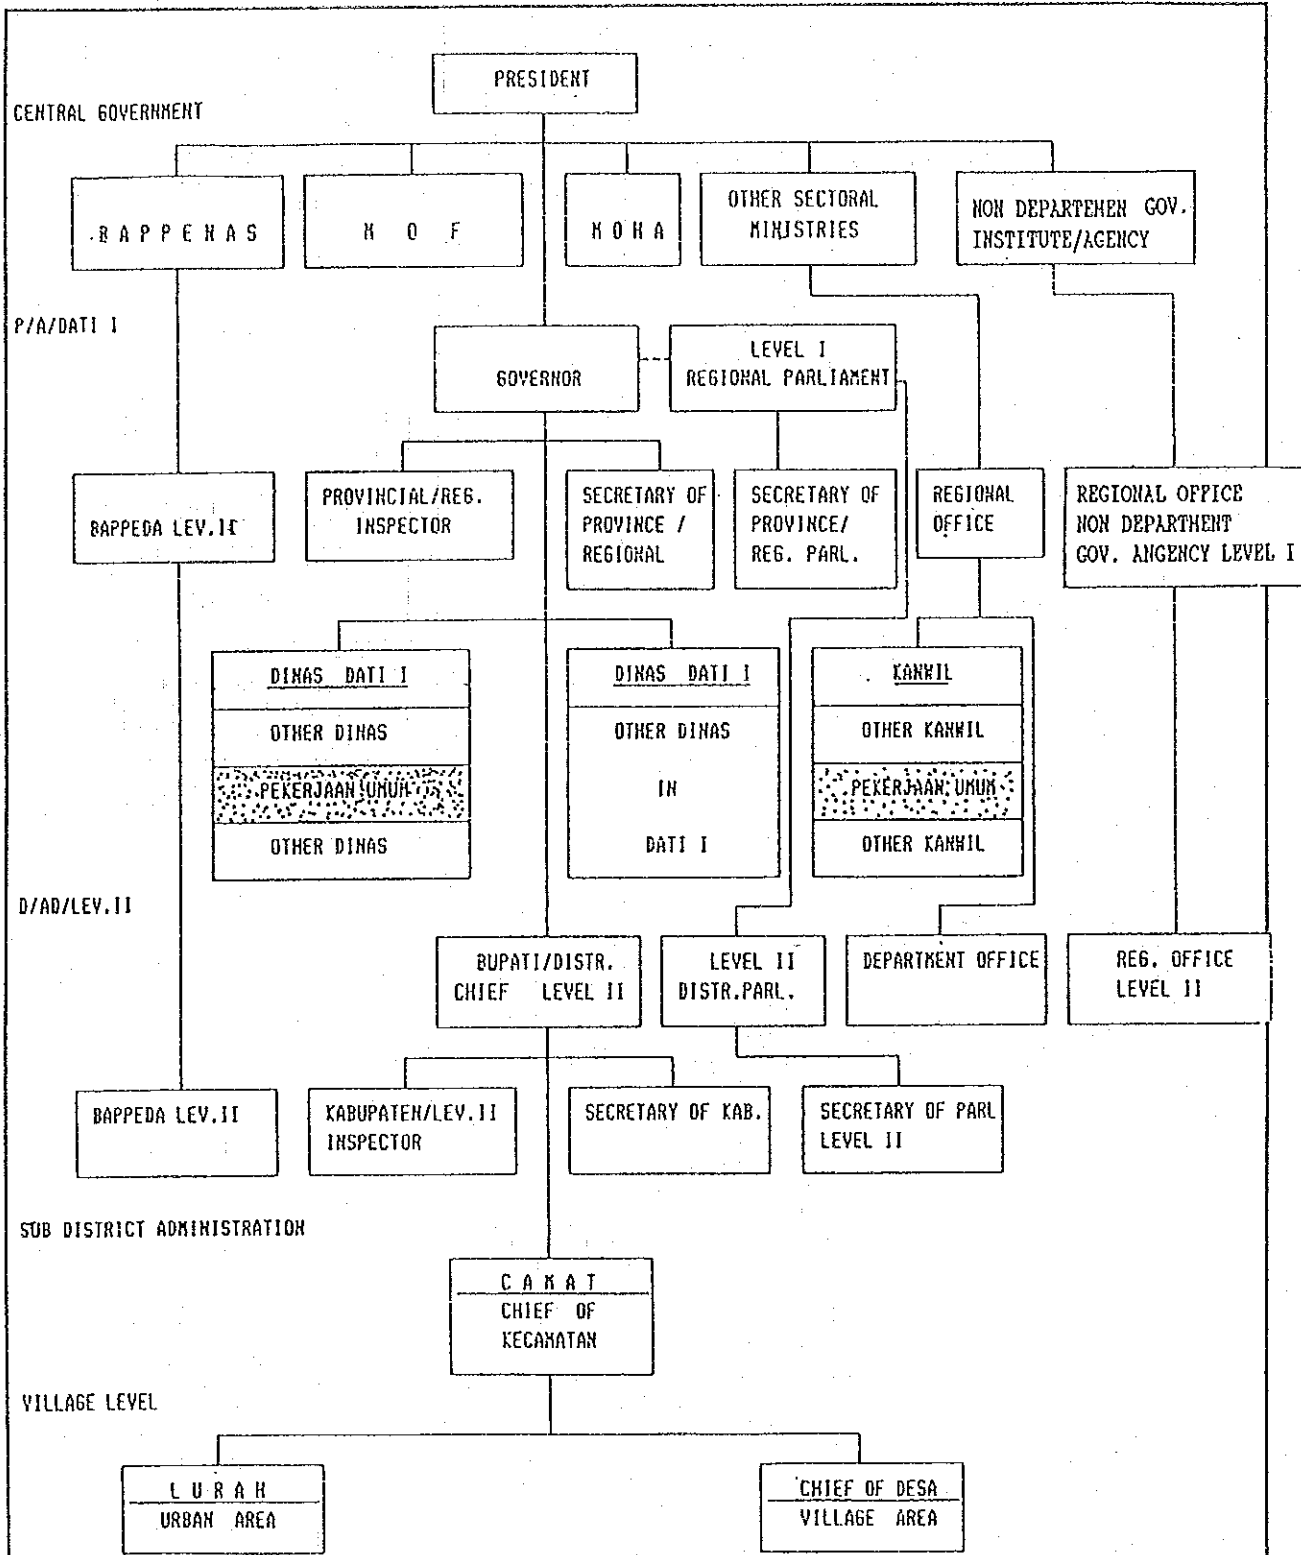 PRESIDENT
CENTRAL GOVERNMENT
BAPPENAS
M O F
MOHA
OTHER SECTORAL
MINISTRIES
NON DEPARTEMEN GOV.
INSTITUTE/AGENCY
P/A/DATI I
GOVERNOR
LEVEL I
REGIONAL PARLIAMENT
BAPPEDA LEV.I
PROVINCIAL/REG.
INSPECTOR
SECRETARY OF
PROVINCE /
REGIONAL
SECRETARY OF
PROVINCE/
REG. PARL.
REGIONAL
OFFICE
REGIONAL OFFICE
NON DEPARTMENT
GOV. ANGENCY LEVEL I
DINAS DATI I
OTHER DINAS
PEKERJAAN UMUM
OTHER DINAS
DINAS DATI I
OTHER DINAS
IN
DATI I
KANWIL
OTHER KANWIL
PEKERJAAN UMUM
OTHER KANWIL
D/AD/LEV.II
BUPATI/DISTR.
CHIEF LEVEL II
LEVEL II
DISTR.PARL.
DEPARTMENT OFFICE
REG. OFFICE
LEVEL II
BAPPEDA LEV.II
KABUPATEN/LEV.II
INSPECTOR
SECRETARY OF KAB.
SECRETARY OF PARL
LEVEL II
SUB DISTRICT ADMINISTRATION
C A M A T
CHIEF OF
KECAMATAN
VILLAGE LEVEL
L U R A H
URBAN AREA
CHIEF OF DESA
VILLAGE AREA